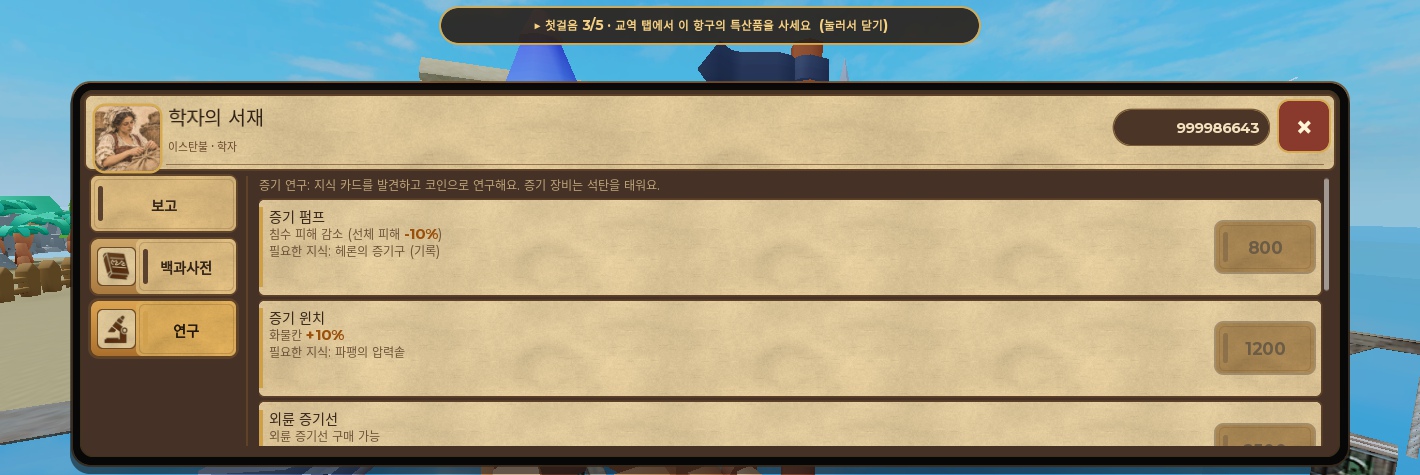 ▸ 첫걸음 3/5 · 교역 탭에서 이 항구의 특산품을 사세요 (눌러서 닫기)
학자의 서재
이스탄불 · 학자
999986643
×
보고
백과사전
연구
증기 연구: 지식 카드를 발견하고 코인으로 연구해요. 증기 장비는 석탄을 태워요.
증기 펌프
침수 피해 감소 (선체 피해 -10%)
필요한 지식: 헤론의 증기구 (기록)
800
증기 윈치
화물칸 +10%
필요한 지식: 파팽의 압력솥
1200
외륜 증기선
외륜 증기선 구매 가능